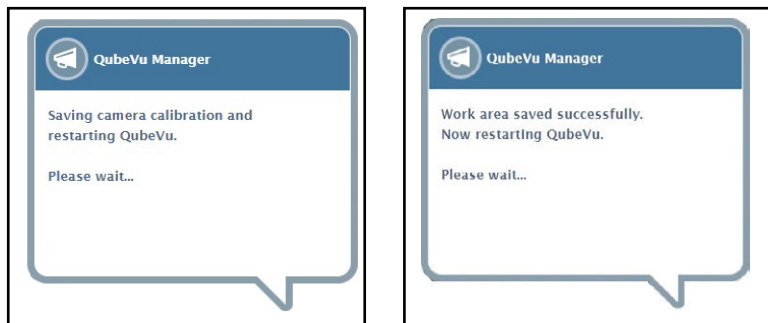 QubeVu Manager
Saving camera calibration and
restarting QubeVu.
Please wait...
QubeVu Manager
Work area saved successfully.
Now restarting QubeVu.
Please wait...